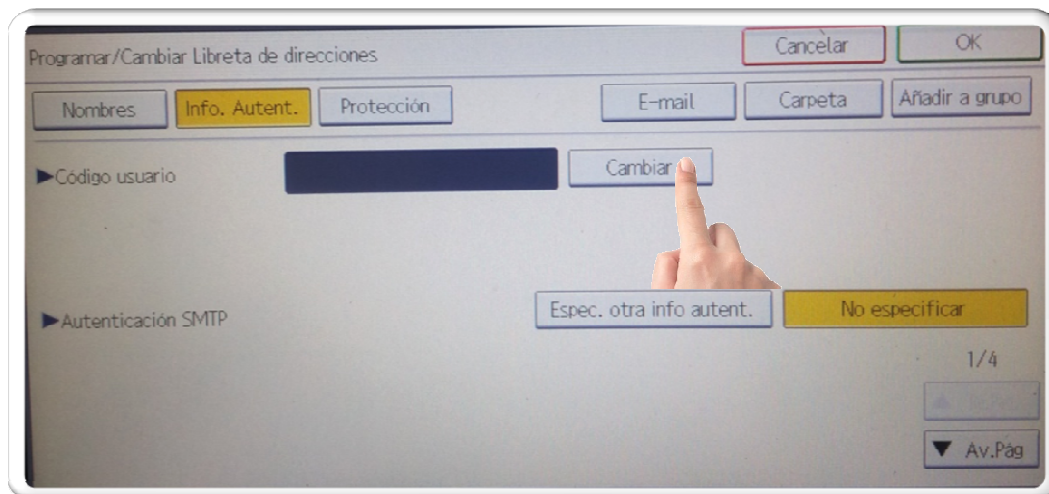 Programar/Cambiar Libreta de direcciones Cancelar OK
Nombres Info. Autent. Protección E-mail Carpeta Añadir a grupo
►Código usuario Cambiar
►Autenticación SMTP Espec. otra info autent. No especificar
1/4
▲
▼ Av.Pág